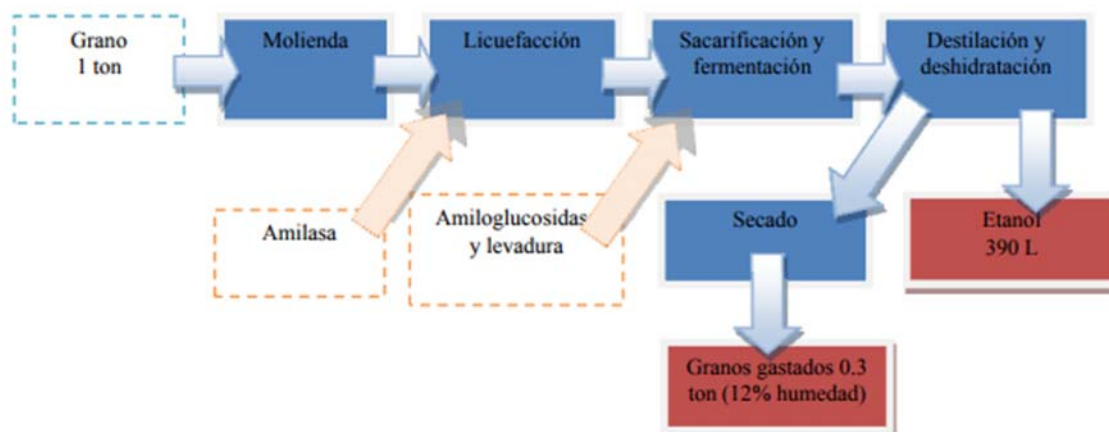 Grano
1 ton
Molienda
Licuefacción
Sacarificación y
fermentación
Destilación y
deshidratación
Amilasa
Amiloglucosidas
y levadura
Secado
Etanol
390 L
Granos gastados 0.3
ton (12% humedad)